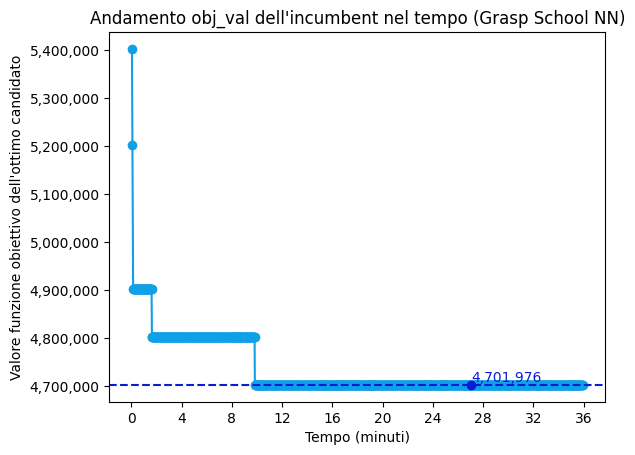 Andamento obj_val dell'incumbent nel tempo (Grasp School NN)
Valore funzione obiettivo dell'ottimo candidato
5,400,000
5,300,000
5,200,000
5,100,000
5,000,000
4,900,000
4,800,000
4,700,000
4,701,976
0 4 8 12 16 20 24 28 32 36
Tempo (minuti)